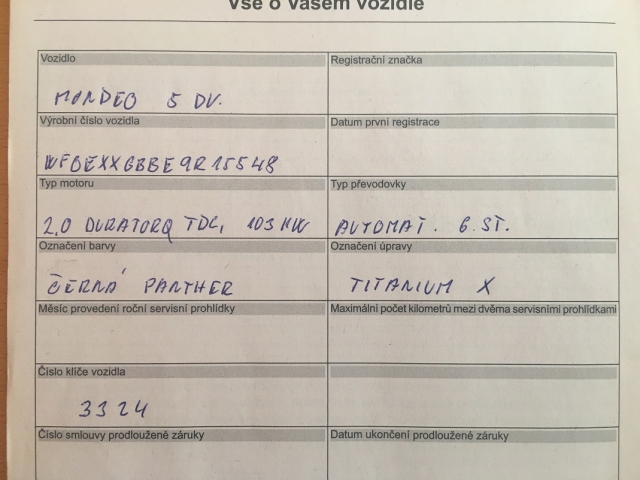 Vše o Vašem vozidle
Vozidlo
Registrační značka
MONDEO 5 DV.
Výrobní číslo vozidla
Datum první registrace
WF0EXXGBBE9R15548
Typ motoru
Typ převodovky
2,0 DURATORQ TDCi 103 KW
AUTOMAT. 6. ST.
Označení barvy
Označení úpravy
ČERNÁ PANTHER
TITANIUM X
Měsíc provedení roční servisní prohlídky
Maximální počet kilometrů mezi dvěma servisními prohlídkami
Číslo klíče vozidla
3324
Číslo smlouvy prodloužené záruky
Datum ukončení prodloužené záruky